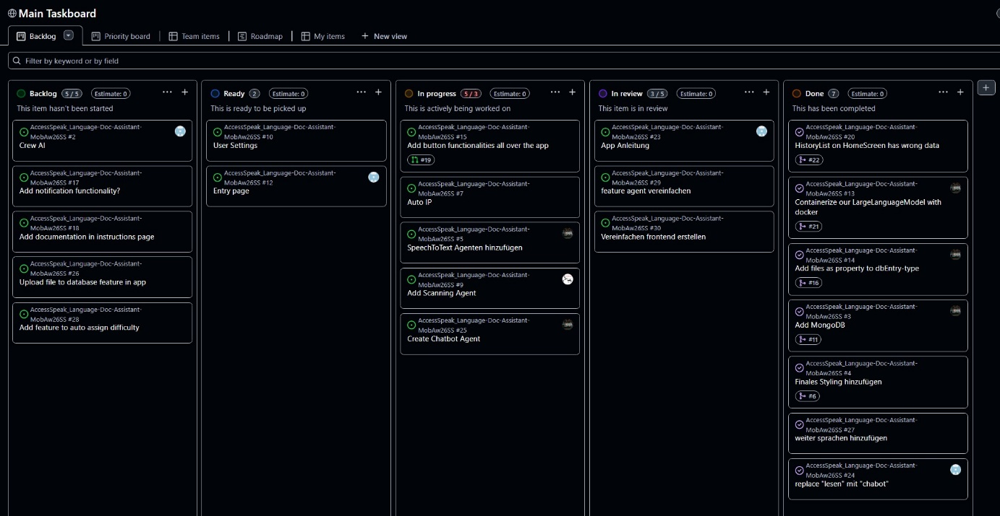 Main Taskboard
Backlog
Priority board
Team items
Roadmap
My items
New view
Filter by keyword or by field
Backlog 5 / 5 Estimate: 0
This item hasn't been started
AccessSpeak_Language-Doc-Assistant-
MobAw26SS #2
Crew AI
AccessSpeak_Language-Doc-Assistant-
MobAw26SS #17
Add notification functionality?
AccessSpeak_Language-Doc-Assistant-
MobAw26SS #18
Add documentation in instructions page
AccessSpeak_Language-Doc-Assistant-
MobAw26SS #26
Upload file to database feature in app
AccessSpeak_Language-Doc-Assistant-
MobAw26SS #28
Add feature to auto assign difficulty
Ready 2 Estimate: 0
This is ready to be picked up
AccessSpeak_Language-Doc-Assistant-
MobAw26SS #10
User Settings
AccessSpeak_Language-Doc-Assistant-
MobAw26SS #12
Entry page
In progress 5 / 3 Estimate: 0
This is actively being worked on
AccessSpeak_Language-Doc-Assistant-
MobAw26SS #15
Add button functionalities all over the app
#19
AccessSpeak_Language-Doc-Assistant-
MobAw26SS #7
Auto IP
AccessSpeak_Language-Doc-Assistant-
MobAw26SS #5
SpeechToText Agenten hinzufügen
AccessSpeak_Language-Doc-Assistant-
MobAw26SS #9
Add Scanning Agent
AccessSpeak_Language-Doc-Assistant-
MobAw26SS #25
Create Chatbot Agent
In review 3 / 5 Estimate: 0
This item is in review
AccessSpeak_Language-Doc-Assistant-
MobAw26SS #23
App Anleitung
AccessSpeak_Language-Doc-Assistant-
MobAw26SS #29
feature agent vereinfachen
AccessSpeak_Language-Doc-Assistant-
MobAw26SS #30
Vereinfachen frontend erstellen
Done 7 Estimate: 0
This has been completed
AccessSpeak_Language-Doc-Assistant-
MobAw26SS #20
HistoryList on HomeScreen has wrong data
#22
AccessSpeak_Language-Doc-Assistant-
MobAw26SS #13
Containerize our LargeLanguageModel with
docker
#21
AccessSpeak_Language-Doc-Assistant-
MobAw26SS #14
Add files as property to dbEntry-type
#16
AccessSpeak_Language-Doc-Assistant-
MobAw26SS #3
Add MongoDB
#11
AccessSpeak_Language-Doc-Assistant-
MobAw26SS #4
Finales Styling hinzufügen
#6
AccessSpeak_Language-Doc-Assistant-
MobAw26SS #27
weiter sprachen hinzufügen
AccessSpeak_Language-Doc-Assistant-
MobAw26SS #24
replace "lesen" mit "chabot"